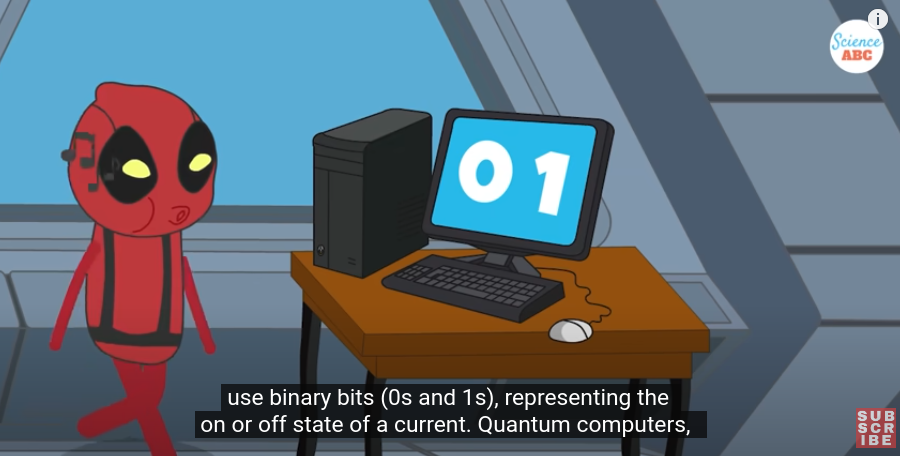 i
Science
ABC
0 1
use binary bits (0s and 1s), representing the
on or off state of a current. Quantum computers,
SUB
SCR
IBE